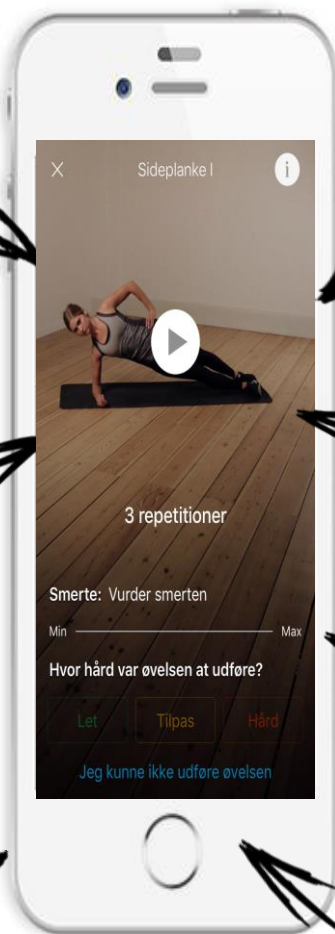 Sideplanke I
i
3 repetitioner
Smerte: Vurder smerten
Min Max
Hvor hård var øvelsen at udføre?
Let Tilpas Hård
Jeg kunne ikke udføre øvelsen